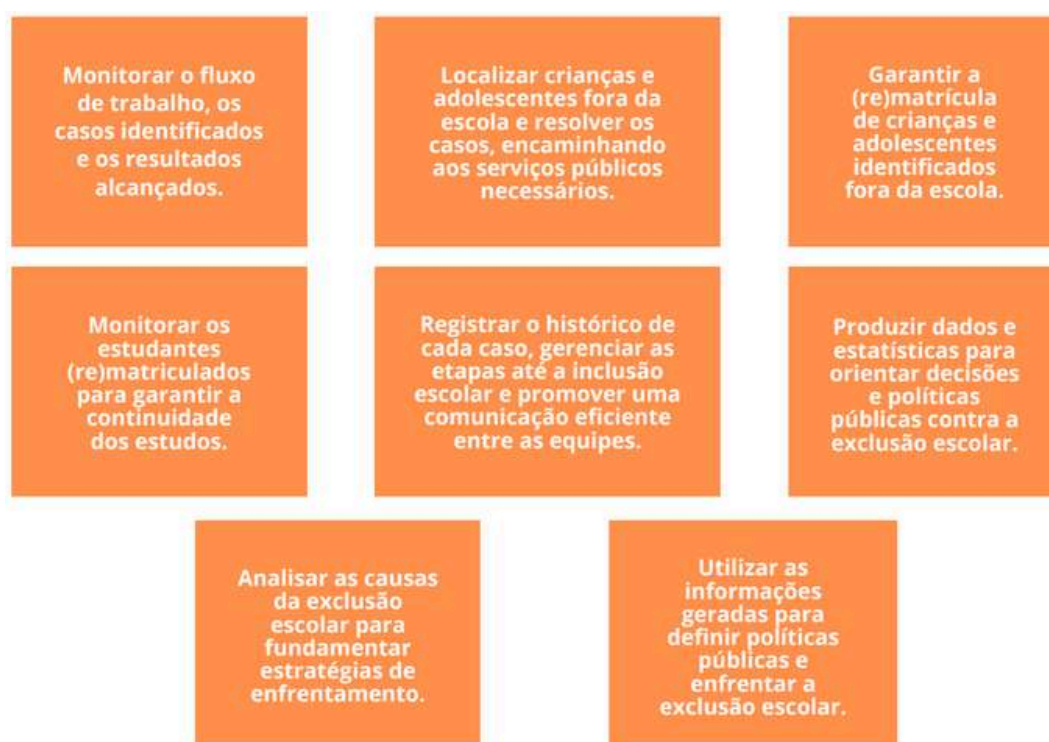 Monitorar o fluxo
de trabalho, os
casos identificados
e os resultados
alcançados.
Localizar crianças e
adolescentes fora da
escola e resolver os
casos, encaminhando
aos serviços públicos
necessários.
Garantir a
(re)matrícula
de crianças e
adolescentes
identificados
fora da escola.
Monitorar os
estudantes
(re)matriculados
para garantir a
continuidade
dos estudos.
Registrar o histórico de
cada caso, gerenciar as
etapas até a inclusão
escolar e promover uma
comunicação eficiente
entre as equipes.
Produzir dados e
estatísticas para
orientar decisões
e políticas
públicas contra a
exclusão escolar.
Analisar as causas
da exclusão
escolar para
fundamentar
estratégias de
enfrentamento.
Utilizar as
informações
geradas para
definir políticas
públicas e
enfrentar a
exclusão escolar.